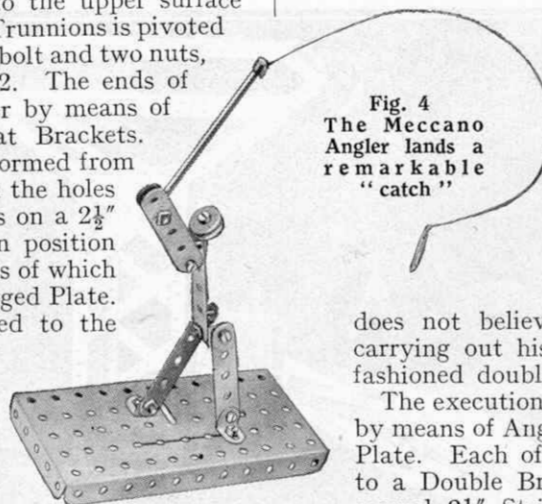 to the upper surface
Trunnions is pivoted
bolt and two nuts,
2. The ends of
r by means of
at Brackets.
ormed from
the holes
s on a 2½″
n position
s of which
ged Plate.
ed to the
Fig. 4
The Meccano
Angler lands a
remarkable
“catch”
does not believ
carrying out his
fashioned doubl
The execution
by means of Ang
Plate. Each of
to a Double Br